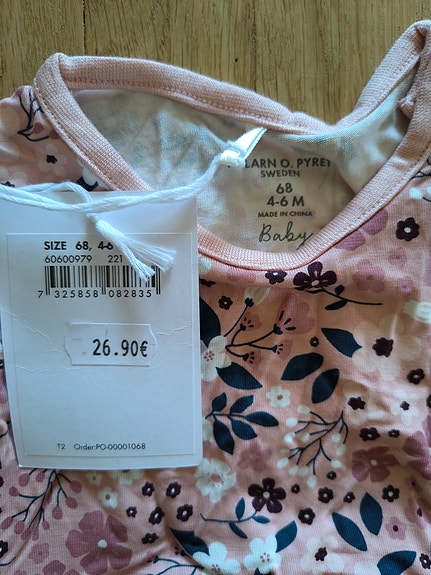 LARN O. PYRET
SWEDEN
68
4-6 M
MADE IN CHINA
Baby
SIZE 68, 4-6
60600979 221
7 325858 082835
26.90€
T2 Order:PO-00001068